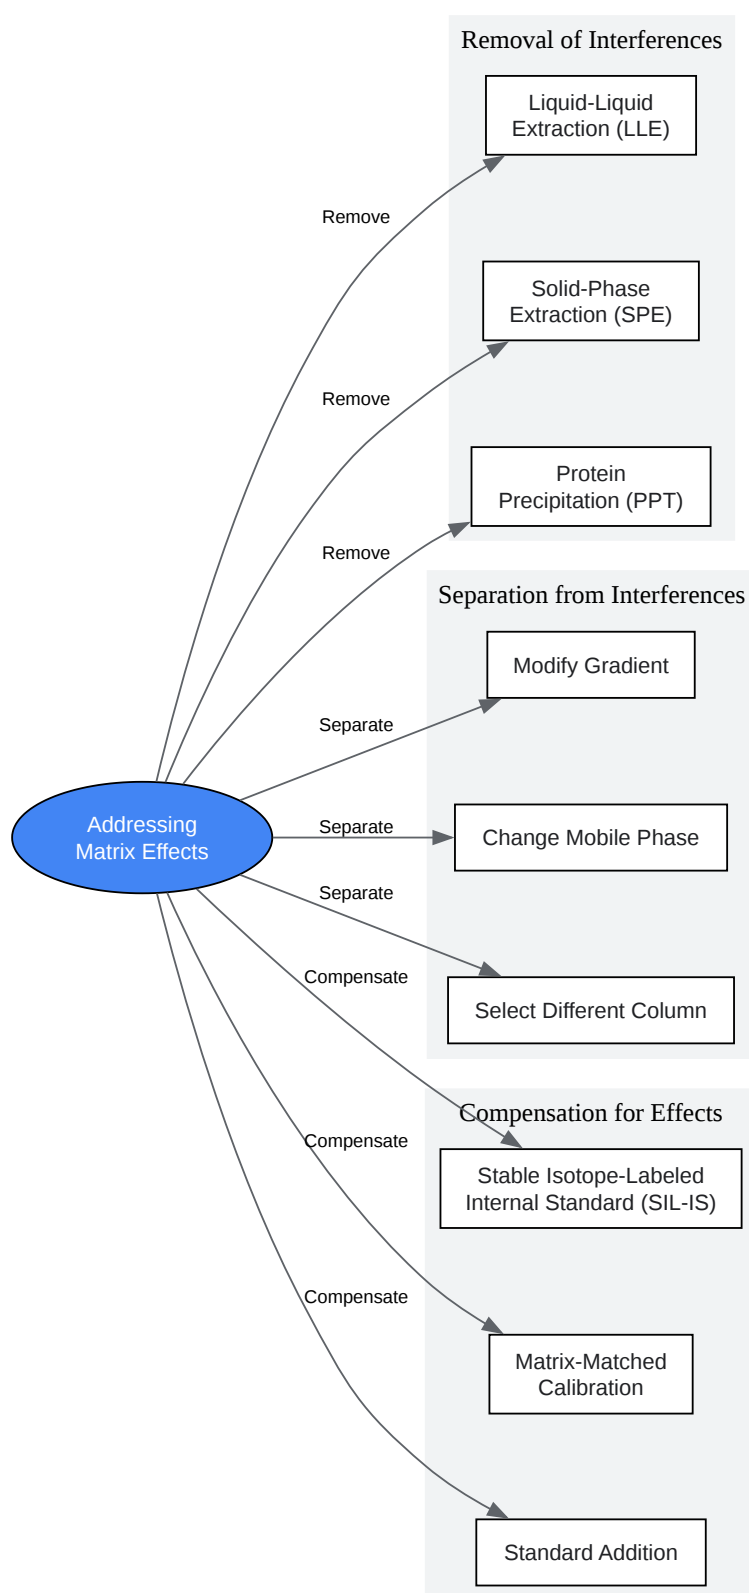 Removal of Interferences
Liquid-Liquid
Extraction (LLE)
Remove
Solid-Phase
Extraction (SPE)
Remove
Protein
Precipitation (PPT)
Remove
Separation from Interferences
Modify Gradient
Separate
Addressing
Matrix Effects
Separate
Change Mobile Phase
Separate
Select Different Column
Compensate
Compensation for Effects
Compensate
Stable Isotope-Labeled
Internal Standard (SIL-IS)
Compensate
Matrix-Matched
Calibration
Standard Addition